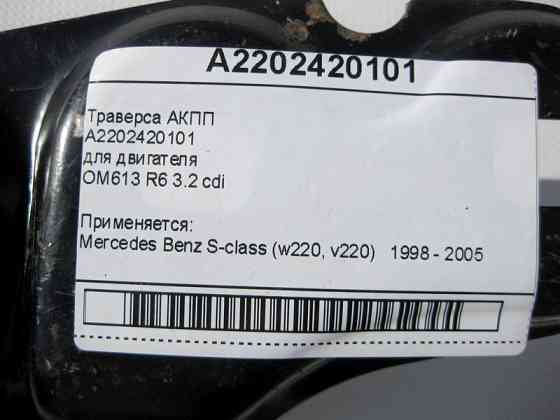 A2202420101
Траверса АКПП
A2202420101
для двигателя
OM613 R6 3.2 cdi
Применяется:
Mercedes Benz S-class (w220, v220) 1998 - 2005